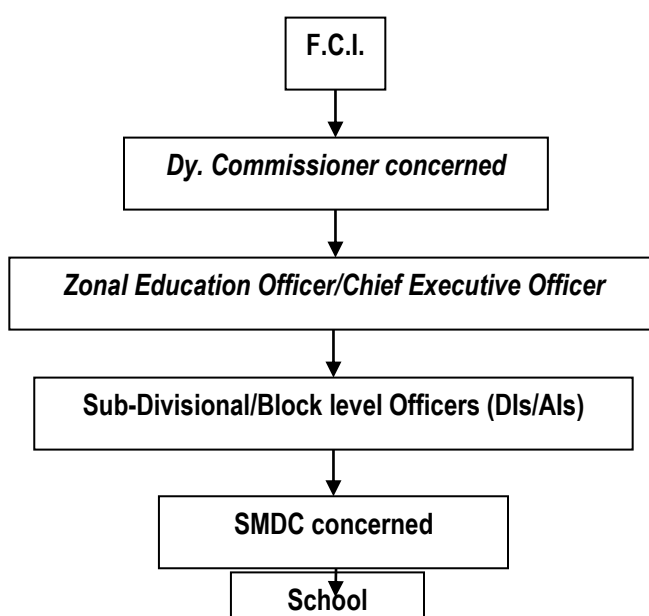 F.C.I.
Dy. Commissioner concerned
Zonal Education Officer/Chief Executive Officer
Sub-Divisional/Block level Officers (DIs/AIs)
SMDC concerned
School